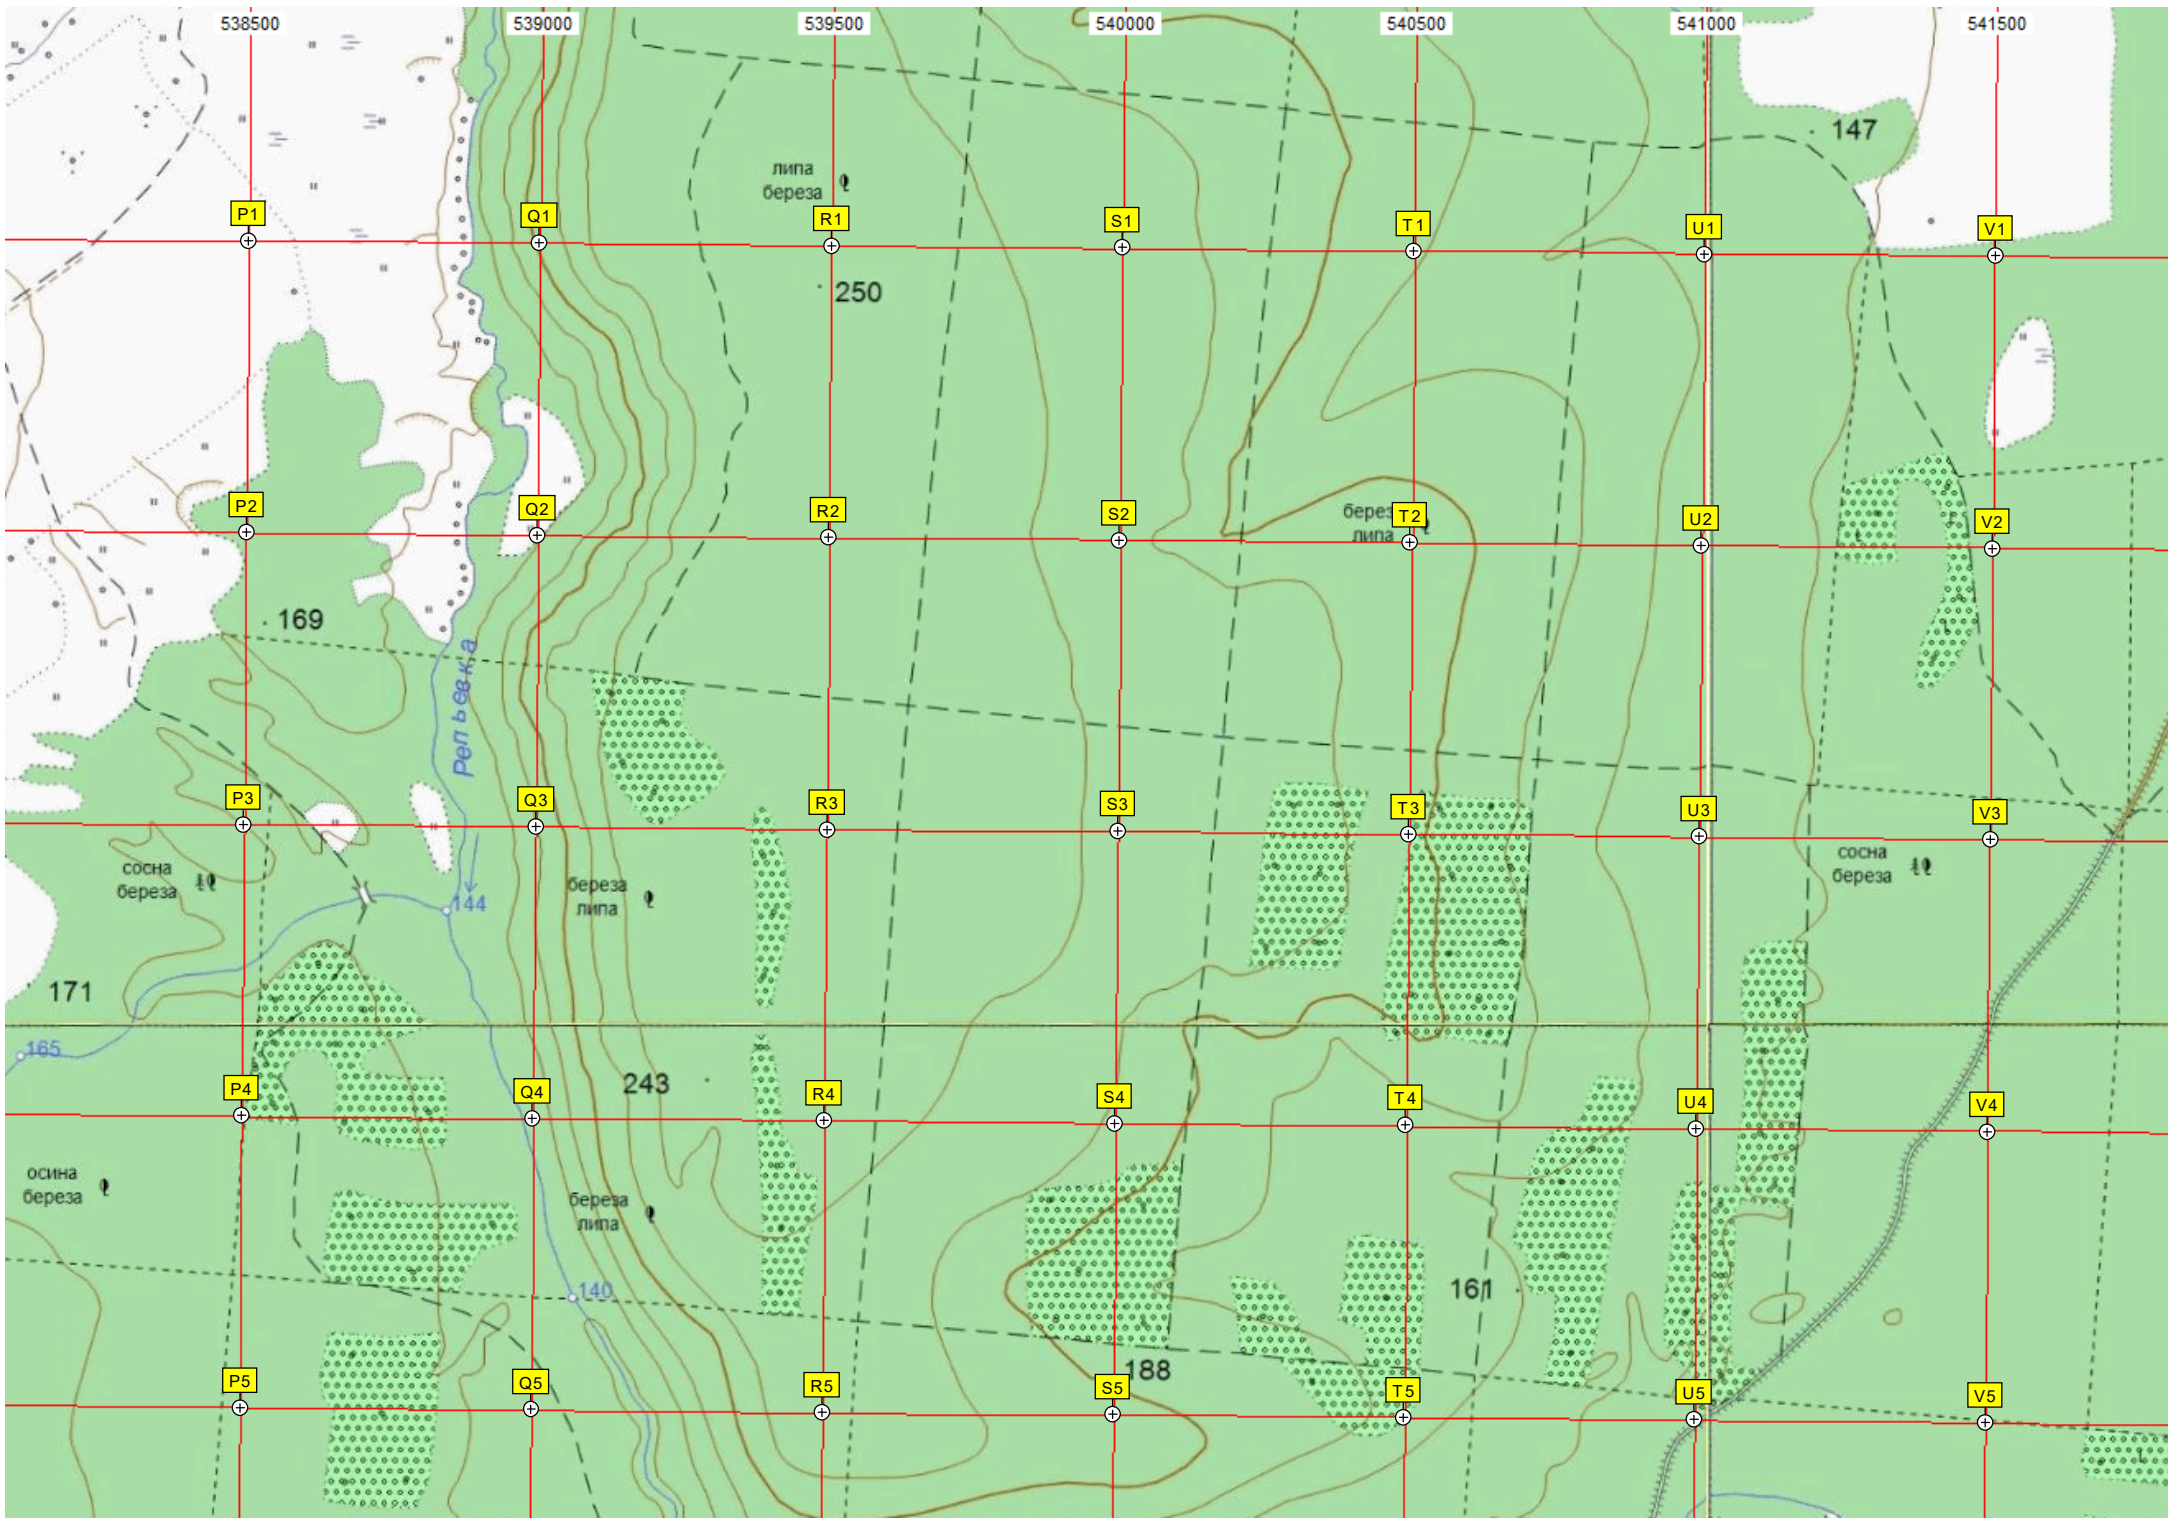 538500 539000 539500 540000 540500 541000 541500
147
липа
береза
P1 Q1 R1 S1 T1 U1 V1
250
P2 Q2 R2 S2 T2 U2 V2
липа
169
Репьевка
P3 Q3 R3 S3 T3 U3 V3
сосна
береза
береза
липа
сосна
береза
144
171
165
243
P4 Q4 R4 S4 T4 U4 V4
осина
береза
береза
липа
140
161
188
P5 Q5 R5 S5 T5 U5 V5